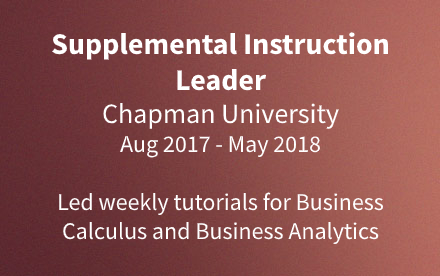 Supplemental Instruction
Leader
Chapman University
Aug 2017 - May 2018
Led weekly tutorials for Business
Calculus and Business Analytics